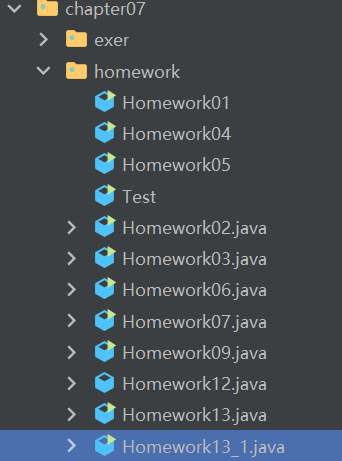 chapter07
exer
homework
Homework01
Homework04
Homework05
Test
Homework02.java
Homework03.java
Homework06.java
Homework07.java
Homework09.java
Homework12.java
Homework13.java
Homework13_1.java